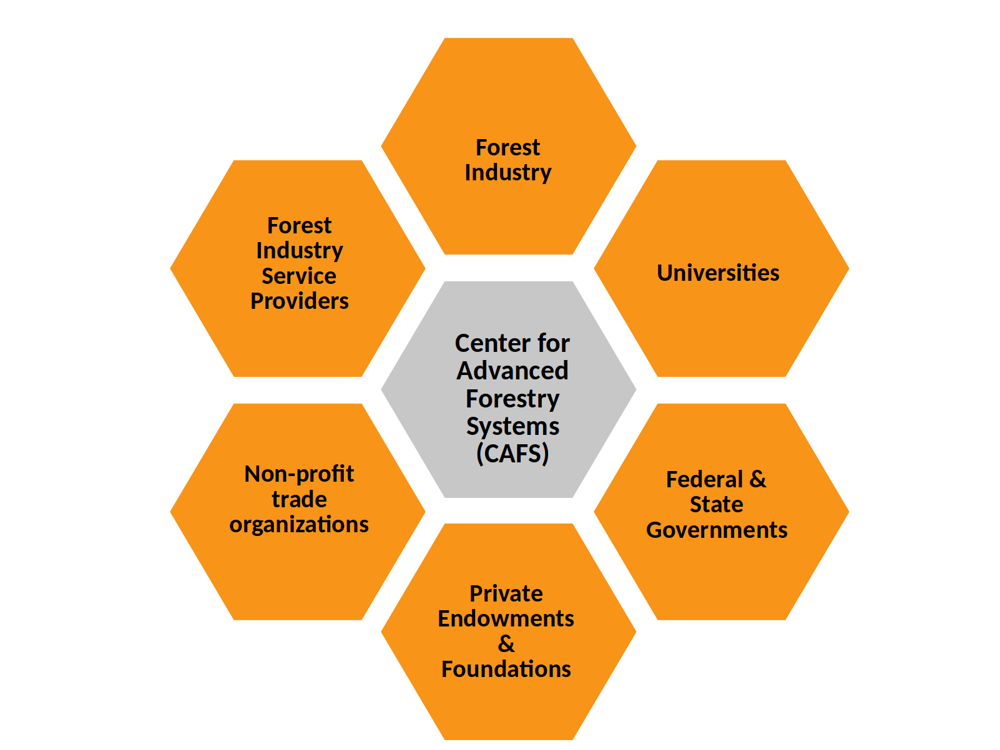 Forest
Industry
Forest
Industry
Service
Providers
Universities
Center for
Advanced
Forestry
Systems
(CAFS)
Non-profit
trade
organizations
Federal &
State
Governments
Private
Endowments
&
Foundations